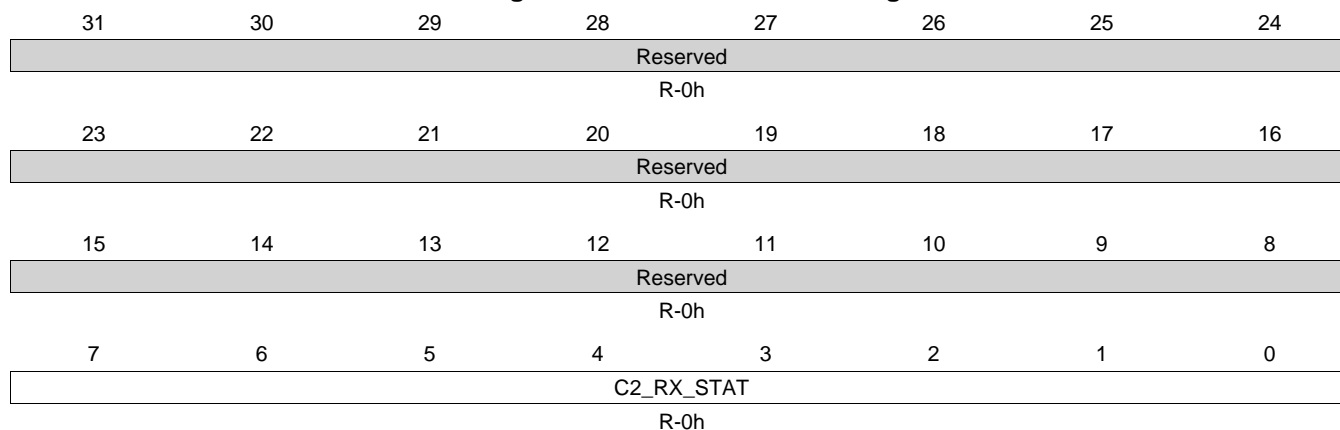 31 30 29 28 27 26 25 24
Reserved
R-0h
23 22 21 20 19 18 17 16
Reserved
R-0h
15 14 13 12 11 10 9 8
Reserved
R-0h
7 6 5 4 3 2 1 0
C2_RX_STAT
R-0h